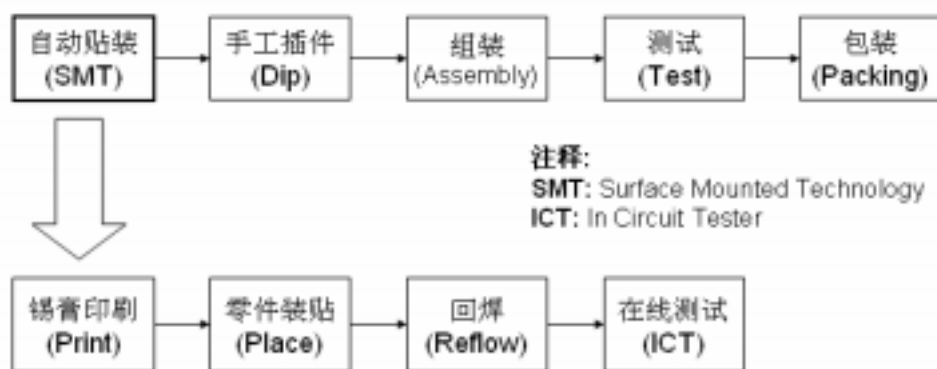 自动贴装
(SMT)
手工插件
(Dip)
组装
(Assembly)
测试
(Test)
包装
(Packing)
注释:
SMT: Surface Mounted Technology
ICT: In Circuit Tester
锡膏印刷
(Print)
零件装贴
(Place)
回焊
(Reflow)
在线测试
(ICT)